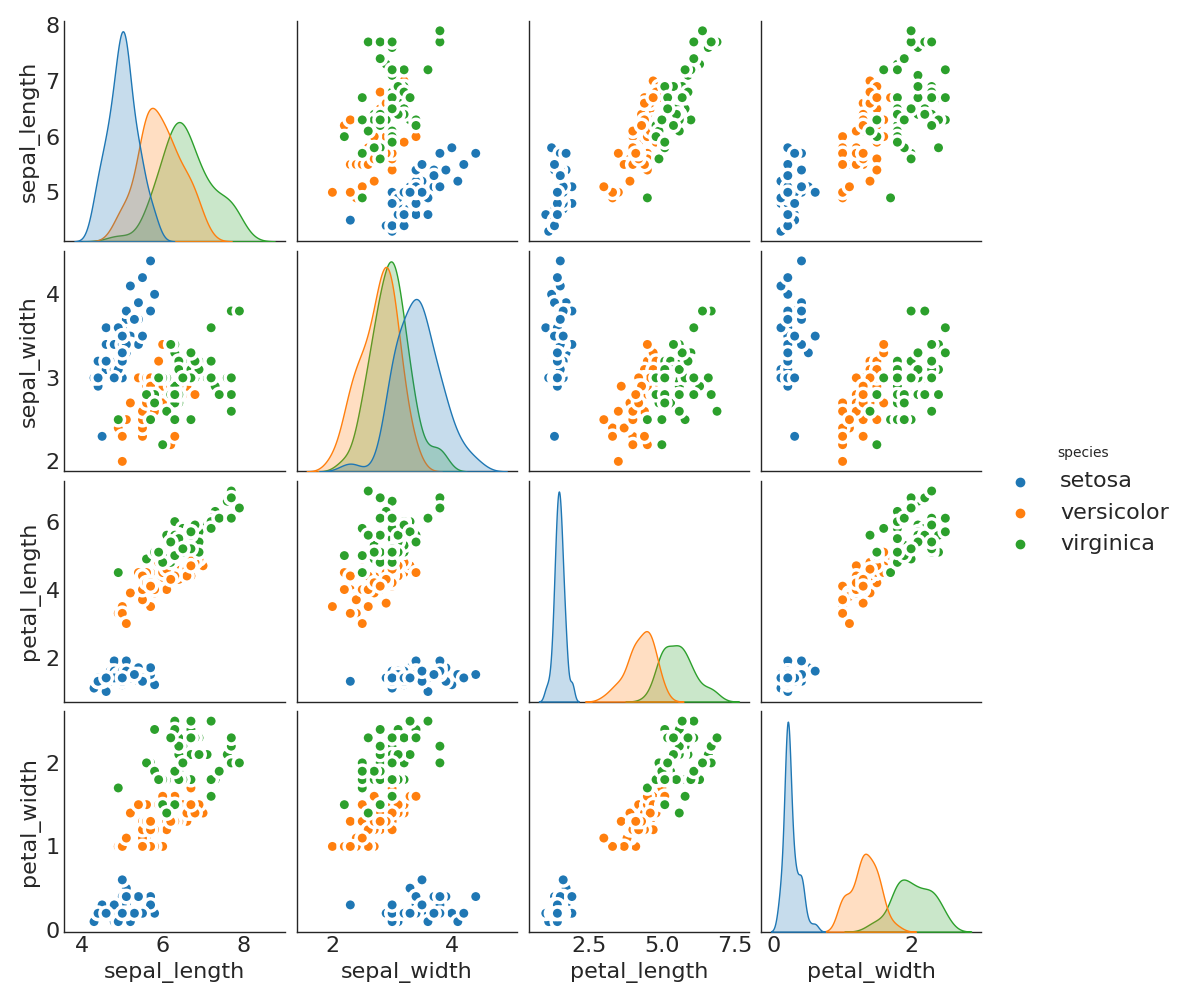 8
7
6
5
sepal_length
4
3
2
sepal_width
6
4
2
petal_length
2
1
0
petal_width
4 6 8
sepal_length
2 4
sepal_width
2.5 5.0 7.5
petal_length
0 2
petal_width
species
setosa
versicolor
virginica